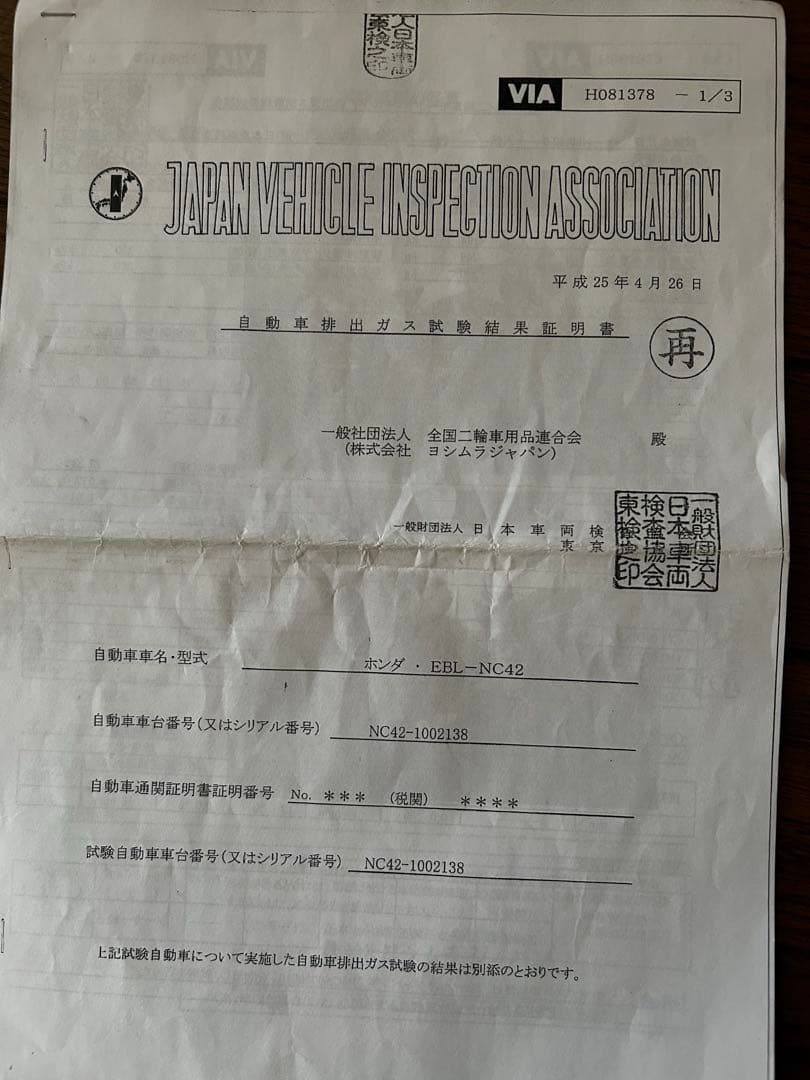 人日本車両
東検之印
VIA H081378 － 1／3
JAPAN VEHICLE INSPECTION ASSOCIATION
平成25年4月26日
自動車排出ガス試験結果証明書
再
一般社団法人 全国二輪車用品連合会 殿
(株式会社 ヨシムラジャパン)
一般財団法人 日本車両検
東京
一般財団法人
日本車両
検査協会
東検之印
自動車車名・型式 ホンダ ・ EBL－NC42
自動車車台番号(又はシリアル番号) NC42-1002138
自動車通関証明書証明番号 No. ＊＊＊ (税関) ＊＊＊＊
試験自動車車台番号(又はシリアル番号) NC42-1002138
上記試験自動車について実施した自動車排出ガス試験の結果は別添のとおりです。